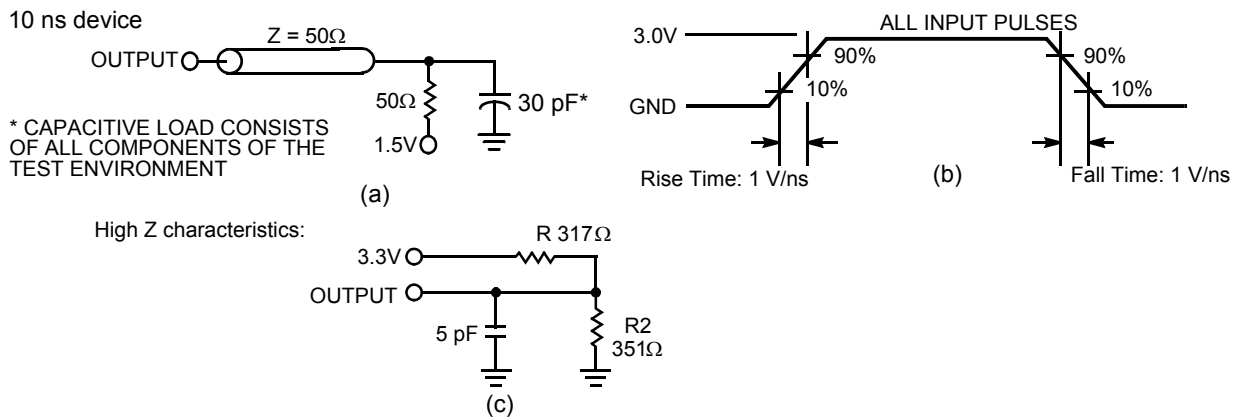 10 ns device
Z = 50Ω
OUTPUT
50Ω
30 pF*
1.5V
* CAPACITIVE LOAD CONSISTS
OF ALL COMPONENTS OF THE
TEST ENVIRONMENT
(a)
ALL INPUT PULSES
3.0V
90%
90%
10%
10%
GND
Rise Time: 1 V/ns
(b)
Fall Time: 1 V/ns
High Z characteristics:
R 317Ω
3.3V
OUTPUT
5 pF
R2
351Ω
(c)